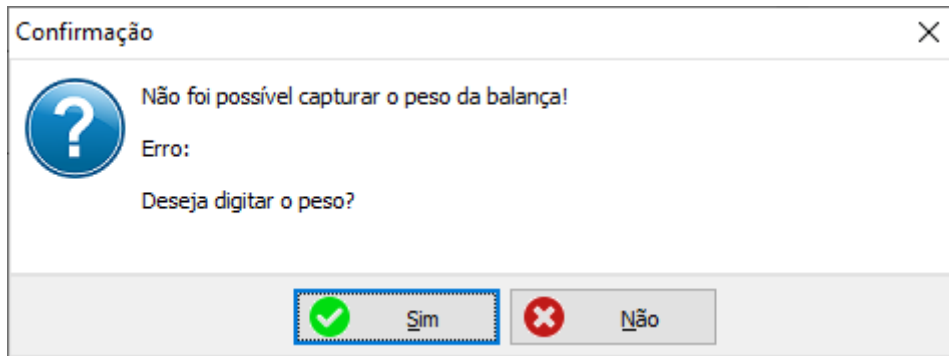 Confirmação
Não foi possível capturar o peso da balança!
Erro:
Deseja digitar o peso?
Sim
Não